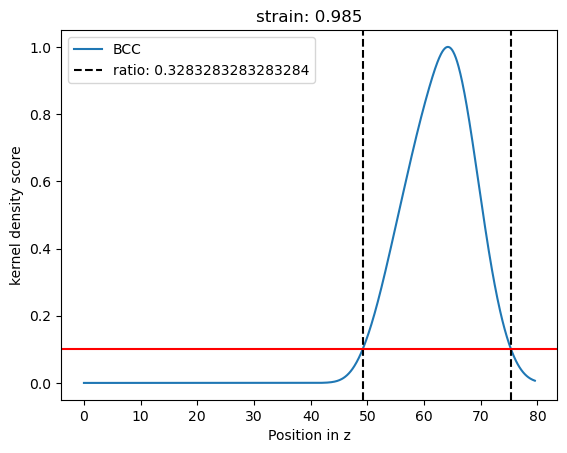 strain: 0.985
BCC
ratio: 0.3283283283283284
kernel density score
1.0
0.8
0.6
0.4
0.2
0.0
0 10 20 30 40 50 60 70 80
Position in z